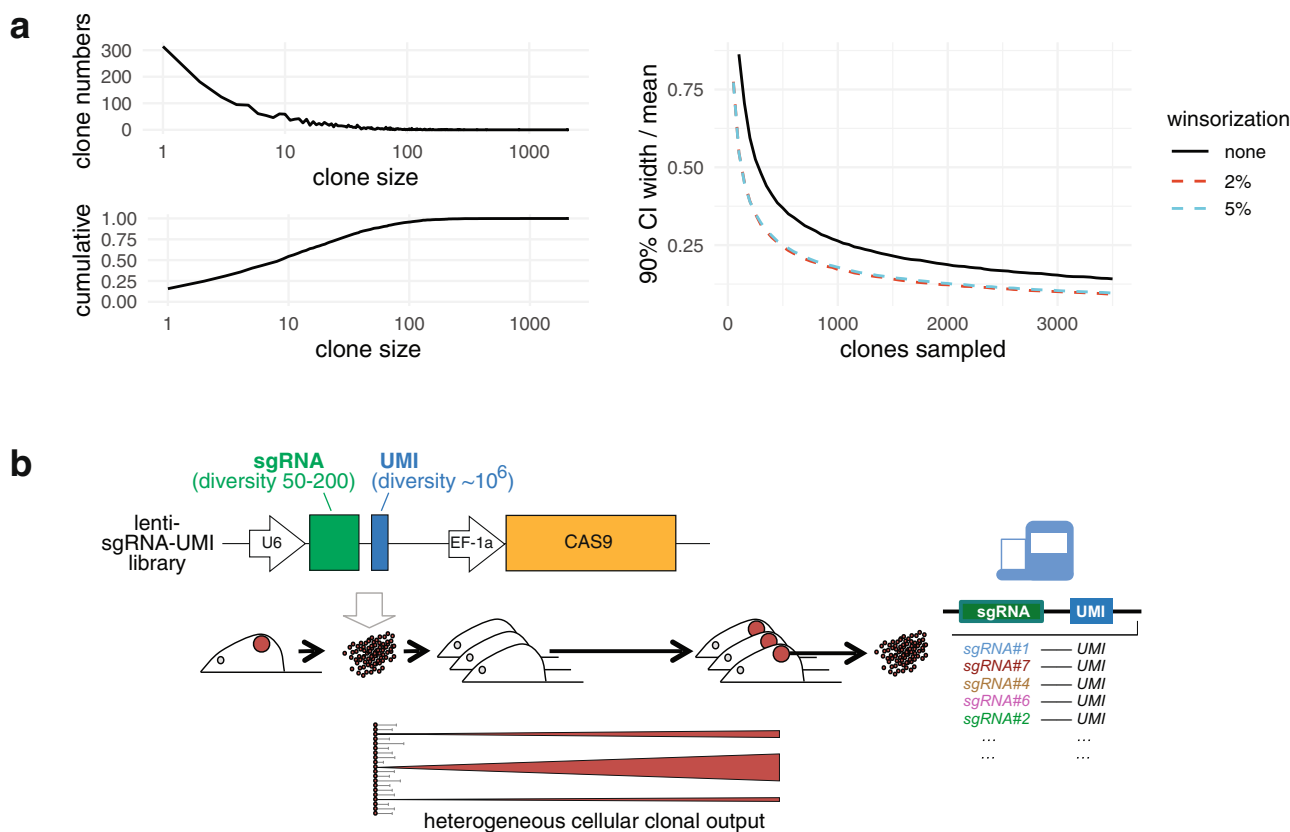 a
clone numbers
300
200
100
0
1
10
100
1000
clone size
cumulative
1.00
0.75
0.50
0.25
0.00
1
10
100
1000
clone size
90% CI width / mean
0.75
0.50
0.25
0
1000
2000
3000
clones sampled
winsorization
none
2%
5%
b
sgRNA
(diversity 50-200)
UMI
(diversity ~10⁶)
lenti-
sgRNA-UMI
library
U6
EF-1a
CAS9
sgRNA
UMI
sgRNA#1 UMI
sgRNA#7 UMI
sgRNA#4 UMI
sgRNA#6 UMI
sgRNA#2 UMI
... ...
... ...
heterogeneous cellular clonal output